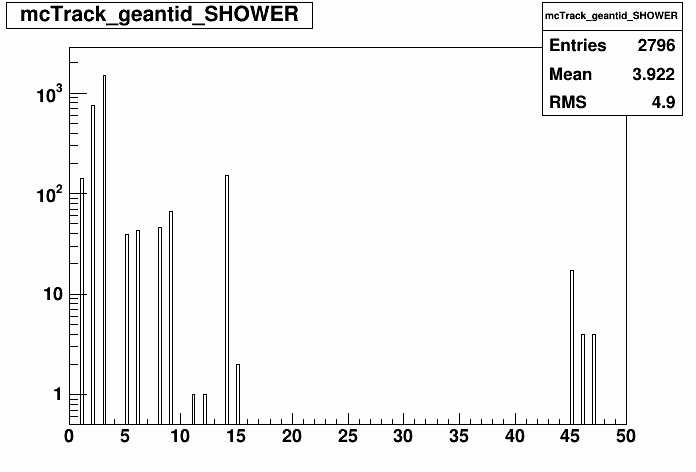 mcTrack_geantid_SHOWER
mcTrack_geantid_SHOWER
Entries 2796
Mean 3.922
RMS 4.9
10³
10²
10
1
0 5 10 15 20 25 30 35 40 45 50